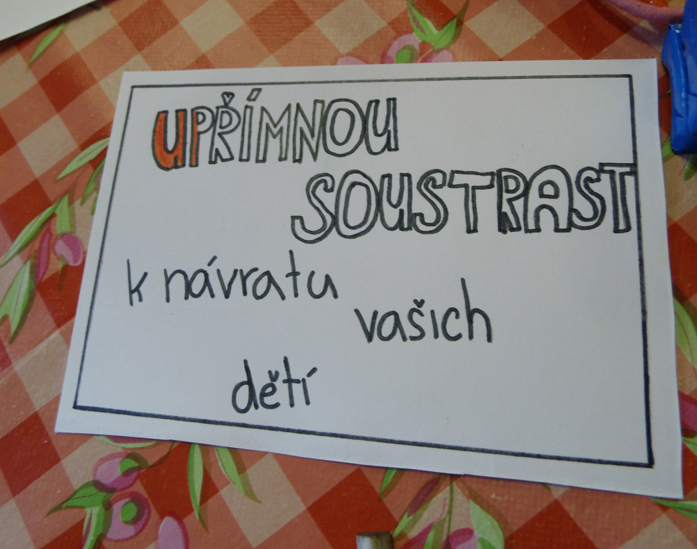 UPŘÍMNOU
SOUSTRAST
k návratu
vašich
dětí